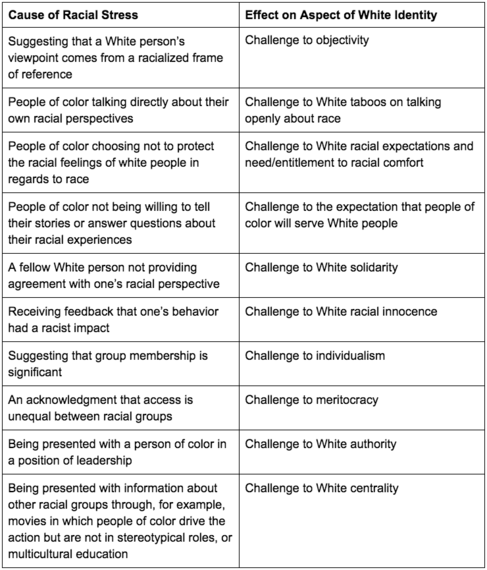 Cause of Racial Stress
Effect on Aspect of White Identity
Suggesting that a White person's
viewpoint comes from a racialized frame
of reference
Challenge to objectivity
People of color talking directly about their
own racial perspectives
Challenge to White taboos on talking
openly about race
People of color choosing not to protect
the racial feelings of white people in
regards to race
Challenge to White racial expectations and
need/entitlement to racial comfort
People of color not being willing to tell
their stories or answer questions about
their racial experiences
Challenge to the expectation that people of
color will serve White people
A fellow White person not providing
agreement with one's racial perspective
Challenge to White solidarity
Receiving feedback that one's behavior
had a racist impact
Challenge to White racial innocence
Suggesting that group membership is
significant
Challenge to individualism
An acknowledgment that access is
unequal between racial groups
Challenge to meritocracy
Being presented with a person of color in
a position of leadership
Challenge to White authority
Being presented with information about
other racial groups through, for example,
movies in which people of color drive the
action but are not in stereotypical roles, or
multicultural education
Challenge to White centrality